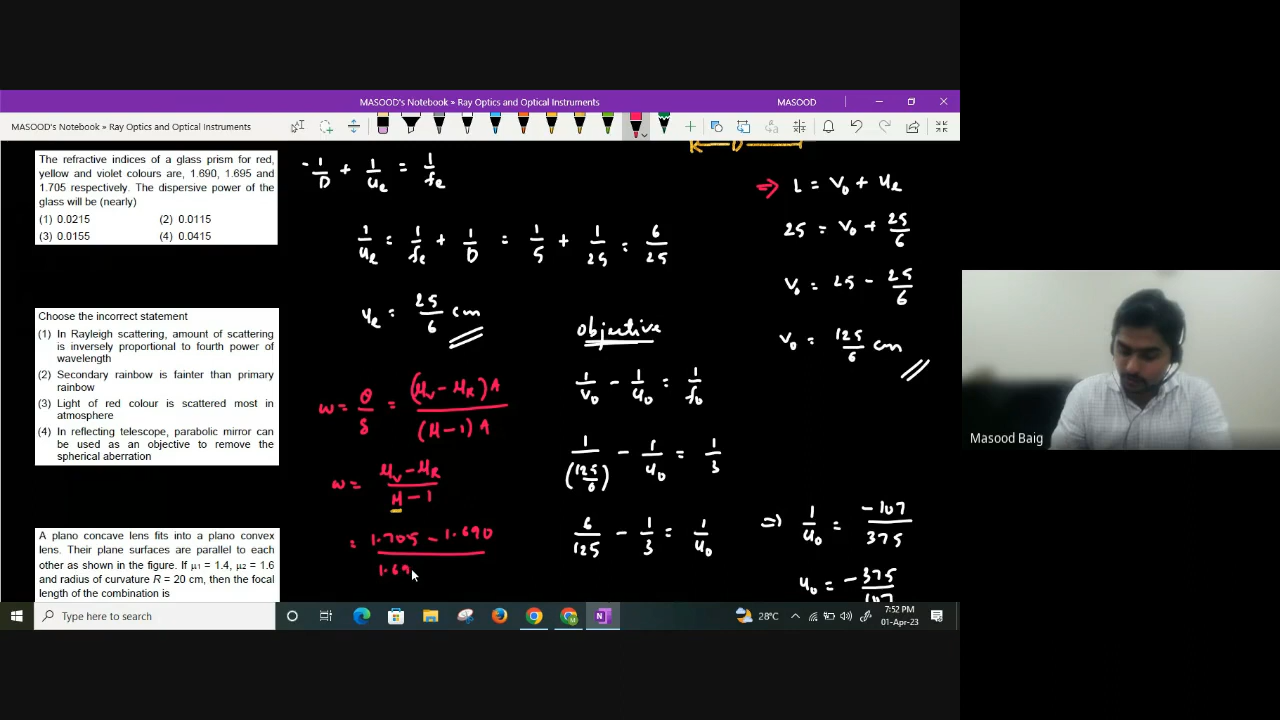 MASOOD's Notebook » Ray Optics and Optical Instruments
MASOOD
MASOOD's Notebook » Ray Optics and Optical Instruments
The refractive indices of a glass prism for red,
yellow and violet colours are, 1.690, 1.695 and
1.705 respectively. The dispersive power of the
glass will be (nearly)
(1) 0.0215 (2) 0.0115
(3) 0.0155 (4) 0.0415
Choose the incorrect statement
(1) In Rayleigh scattering, amount of scattering
is inversely proportional to fourth power of
wavelength
(2) Secondary rainbow is fainter than primary
rainbow
(3) Light of red colour is scattered most in
atmosphere
(4) In reflecting telescope, parabolic mirror can
be used as an objective to remove the
spherical aberration
A plano concave lens fits into a plano convex
lens. Their plane surfaces are parallel to each
other as shown in the figure. If μ1 = 1.4, μ2 = 1.6
and radius of curvature R = 20 cm, then the focal
length of the combination is
-1/D + 1/ue = 1/fe
1/ue = 1/fe + 1/D = 1/5 + 1/25 = 6/25
ue = 25/6 cm
ω = θ/δ = (μv - μR) A / (μ - 1) A
ω = μv - μR / μ - 1
= 1.705 - 1.690 / 1.69
objective
1/vo - 1/uo = 1/fo
1/(125/6) - 1/uo = 1/3
6/125 - 1/3 = 1/uo
D
⇒ L = vo + ue
25 = vo + 25/6
vo = 25 - 25/6
vo = 125/6 cm
⇒ 1/uo = -107/375
uo = -375/107
Masood Baig
Type here to search
28°C
7:52 PM
01-Apr-23